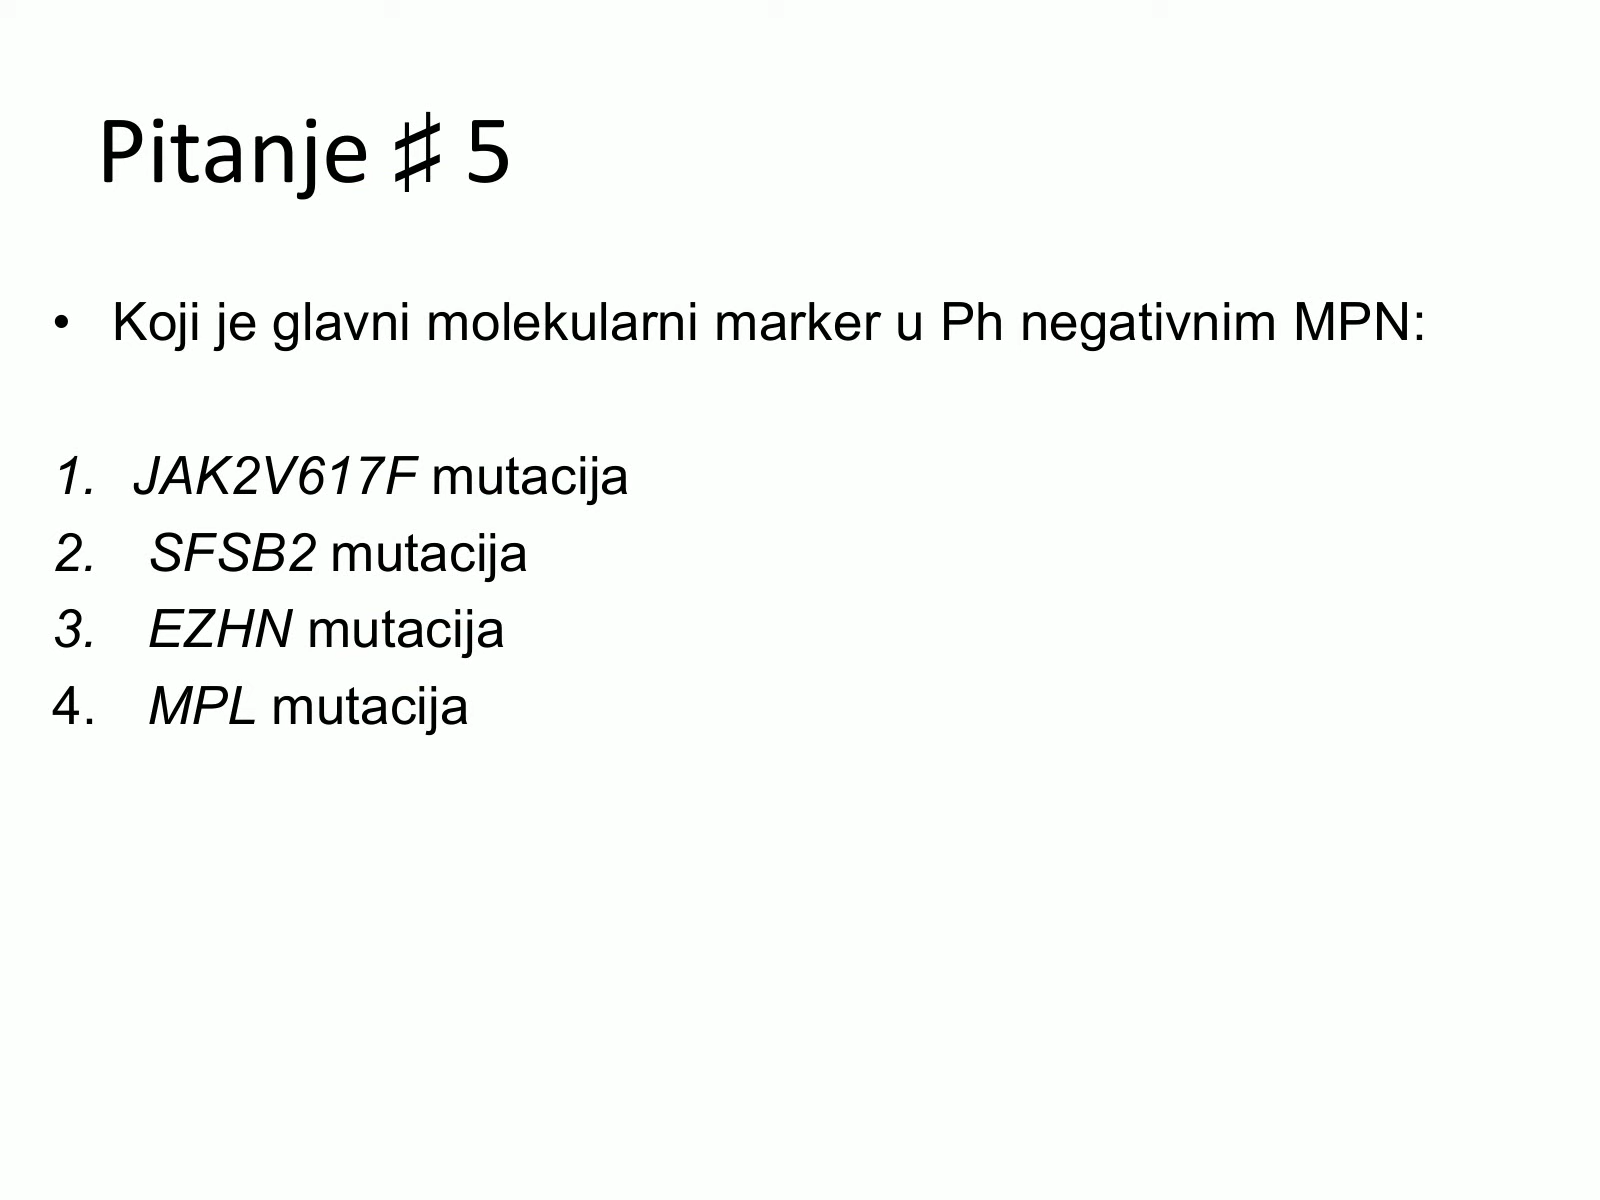 Pitanje ♯ 5
• Koji je glavni molekularni marker u Ph negativnim MPN:
1. JAK2V617F mutacija
2. SFSB2 mutacija
3. EZHN mutacija
4. MPL mutacija